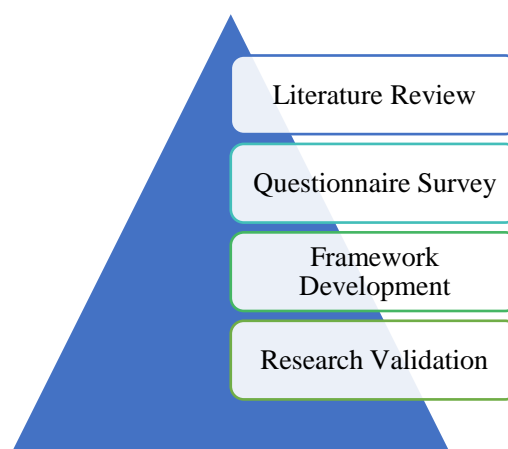 Literature Review
Questionnaire Survey
Framework
Development
Research Validation